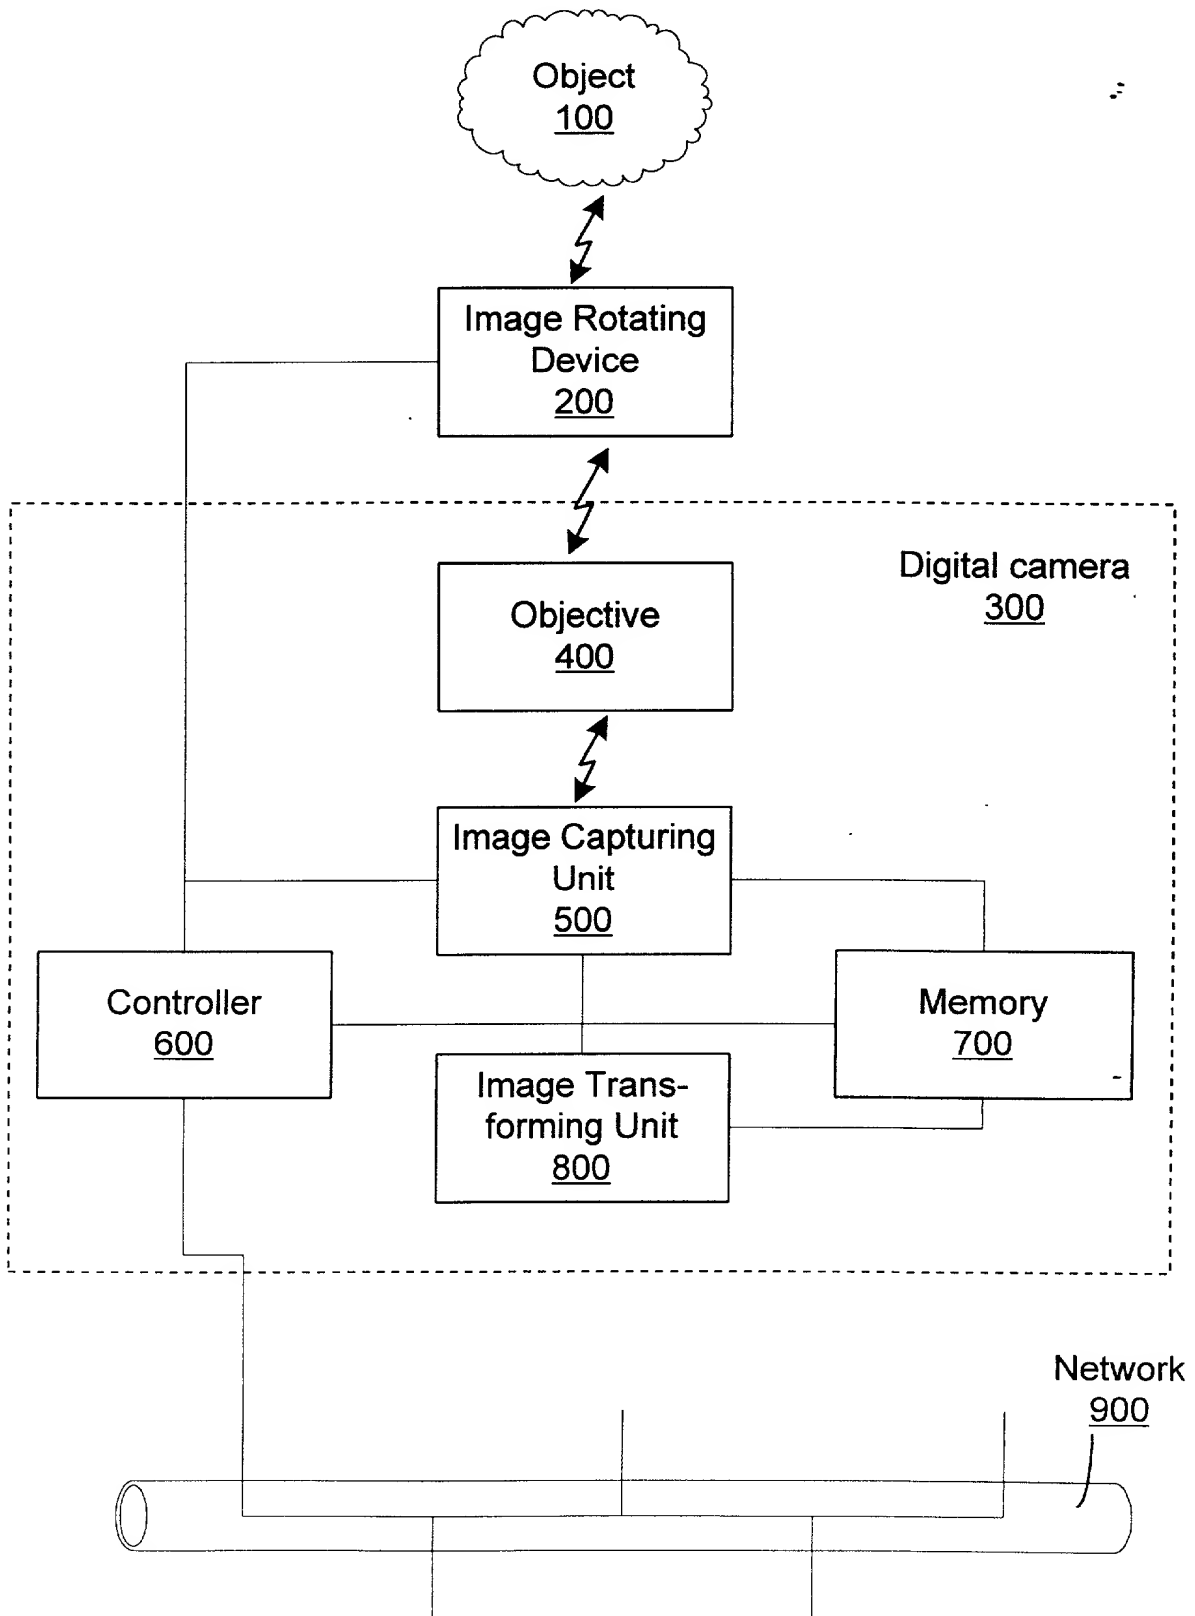 Object
100
Image Rotating
Device
200
Digital camera
300
Objective
400
Image Capturing
Unit
500
Controller
600
Memory
700
Image Trans-
forming Unit
800
Network
900